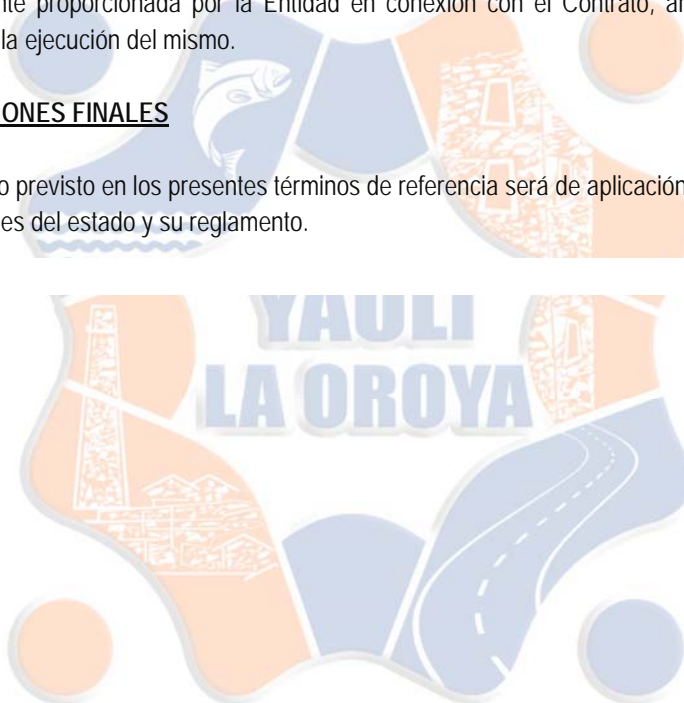 proporcionada por la Entidad en conexión con el Contrato,
la ejecución del mismo.
ONES FINALES
previsto en los presentes términos de referencia será de aplicación
es del estado y su reglamento.
YAULI
LA OROYA